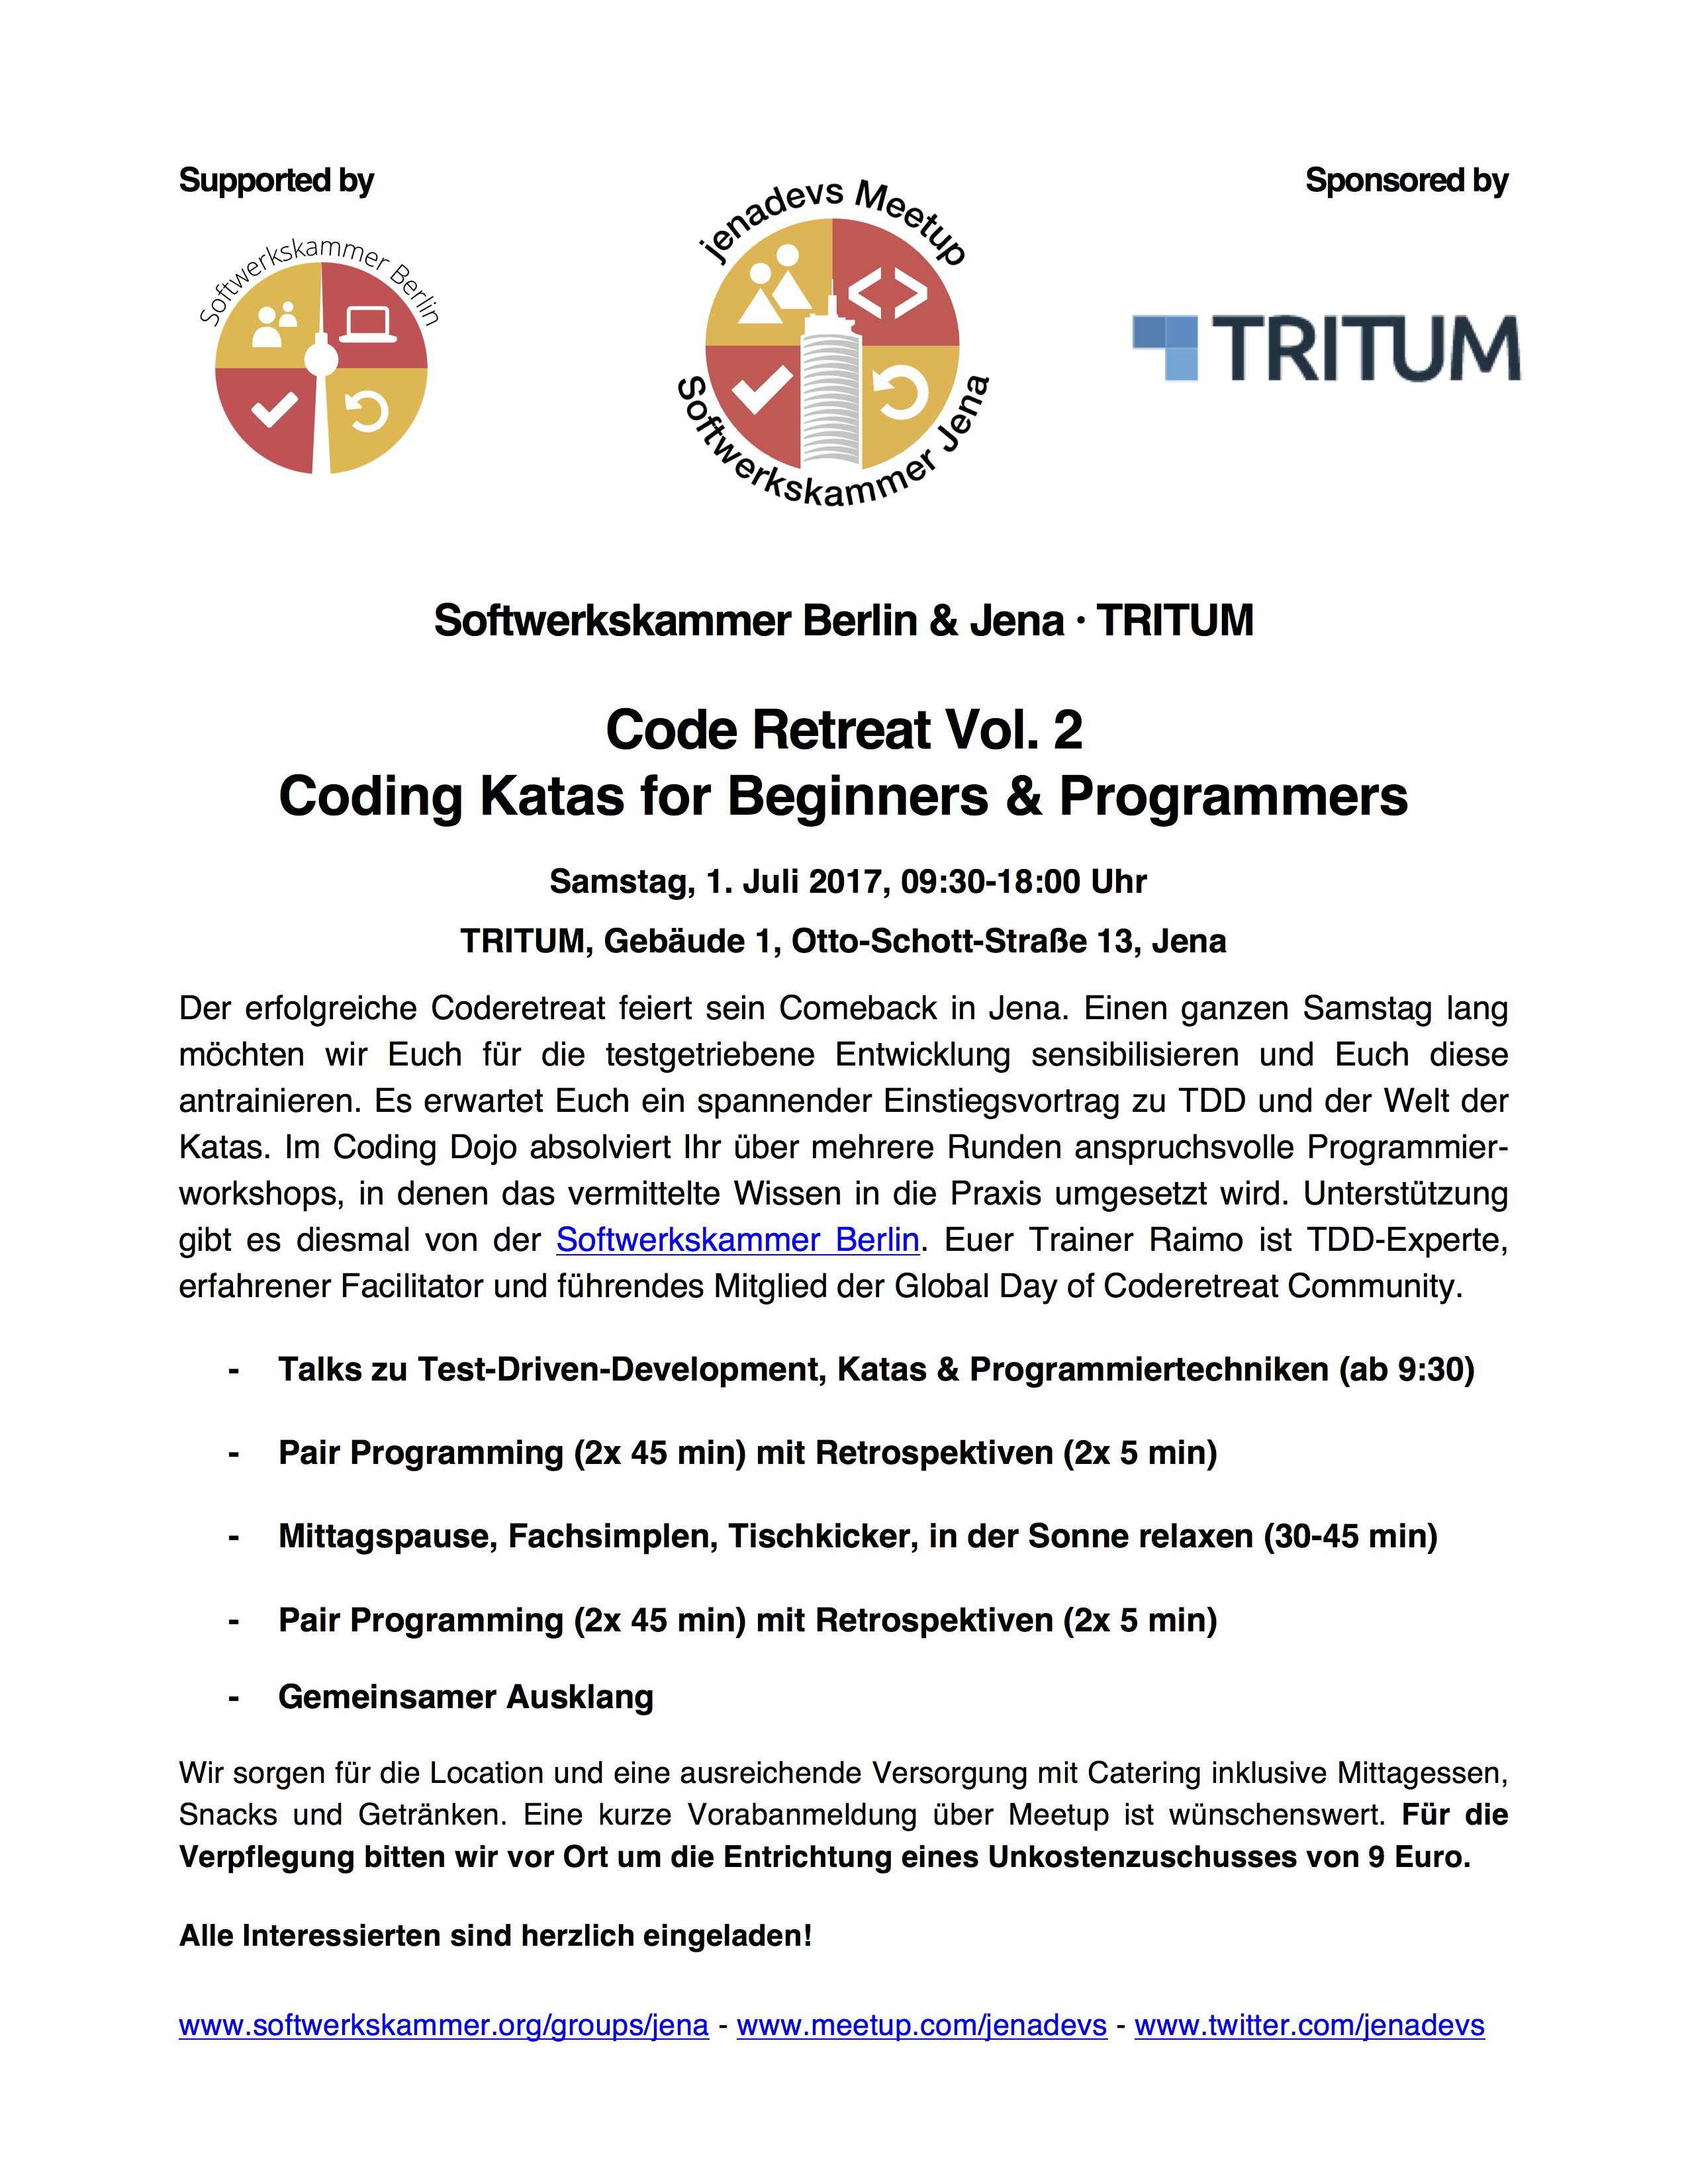 Supported by
Sponsored by
Softwerkskammer Berlin
jenadevs Meetup
Softwerkskammer Jena
TRITUM
Softwerkskammer Berlin & Jena · TRITUM
Code Retreat Vol. 2
Coding Katas for Beginners & Programmers
Samstag, 1. Juli 2017, 09:30-18:00 Uhr
TRITUM, Gebäude 1, Otto-Schott-Straße 13, Jena
Der erfolgreiche Coderetreat feiert sein Comeback in Jena. Einen ganzen Samstag lang
möchten wir Euch für die testgetriebene Entwicklung sensibilisieren und Euch diese
antrainieren. Es erwartet Euch ein spannender Einstiegsvortrag zu TDD und der Welt der
Katas. Im Coding Dojo absolviert Ihr über mehrere Runden anspruchsvolle Programmier-
workshops, in denen das vermittelte Wissen in die Praxis umgesetzt wird. Unterstützung
gibt es diesmal von der Softwerkskammer Berlin. Euer Trainer Raimo ist TDD-Experte,
erfahrener Facilitator und führendes Mitglied der Global Day of Coderetreat Community.
- Talks zu Test-Driven-Development, Katas & Programmiertechniken (ab 9:30)
- Pair Programming (2x 45 min) mit Retrospektiven (2x 5 min)
- Mittagspause, Fachsimplen, Tischkicker, in der Sonne relaxen (30-45 min)
- Pair Programming (2x 45 min) mit Retrospektiven (2x 5 min)
- Gemeinsamer Ausklang
Wir sorgen für die Location und eine ausreichende Versorgung mit Catering inklusive Mittagessen,
Snacks und Getränken. Eine kurze Vorabanmeldung über Meetup ist wünschenswert. Für die
Verpflegung bitten wir vor Ort um die Entrichtung eines Unkostenzuschusses von 9 Euro.
Alle Interessierten sind herzlich eingeladen!
www.softwerkskammer.org/groups/jena - www.meetup.com/jenadevs - www.twitter.com/jenadevs